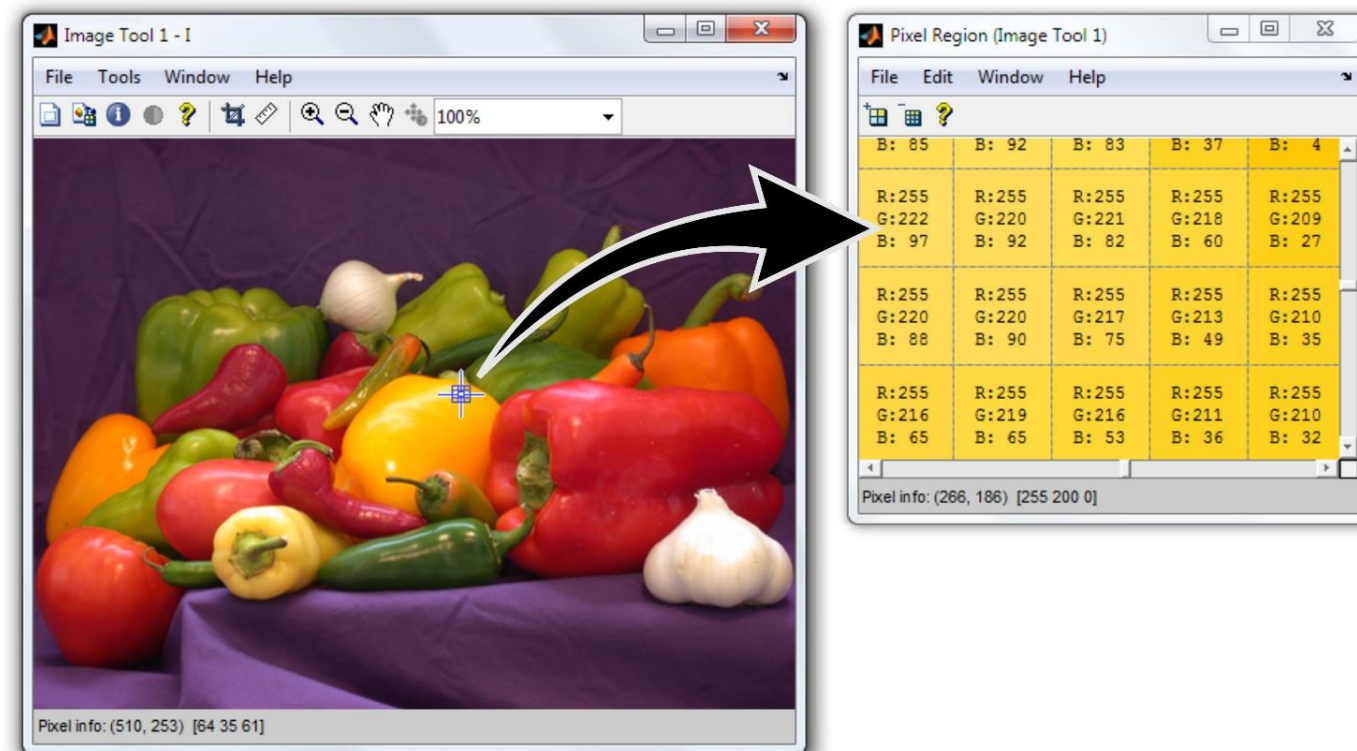 Image Tool 1 - I
File Tools Window Help
100%
Pixel info: (510, 253) [64 35 61]
Pixel Region (Image Tool 1)
File Edit Window Help
B: 85 B: 92 B: 83 B: 37 B: 4
R:255 R:255 R:255 R:255 R:255
G:222 G:220 G:221 G:218 G:209
B: 97 B: 92 B: 82 B: 60 B: 27
R:255 R:255 R:255 R:255 R:255
G:220 G:220 G:217 G:213 G:210
B: 88 B: 90 B: 75 B: 49 B: 35
R:255 R:255 R:255 R:255 R:255
G:216 G:219 G:216 G:211 G:210
B: 65 B: 65 B: 53 B: 36 B: 32
Pixel info: (266, 186) [255 200 0]